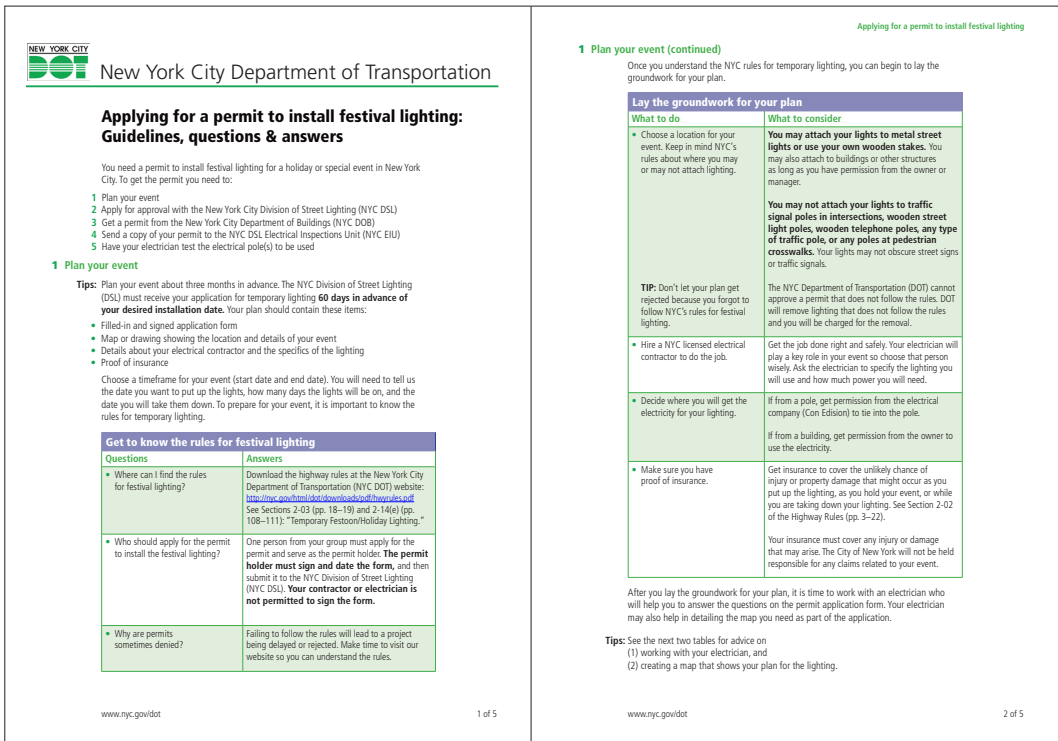 NEW YORK CITY
DOT
New York City Department of Transportation
Applying for a permit to install festival lighting:
Guidelines, questions & answers
You need a permit to install festival lighting for a holiday or special event in New York
City. To get the permit you need to:
1 Plan your event
2 Apply for approval with the New York City Division of Street Lighting (NYC DSL)
3 Get a permit from the New York City Department of Buildings (NYC DOB)
4 Send a copy of your permit to the NYC DSL Electrical Inspections Unit (NYC EIU)
5 Have your electrician test the electrical pole(s) to be used
1 Plan your event
Tips: Plan your event about three months in advance. The NYC Division of Street Lighting
(DSL) must receive your application for temporary lighting 60 days in advance of
your desired installation date. Your plan should contain these items:
• Filled-in and signed application form
• Map or drawing showing the location and details of your event
• Details about your electrical contractor and the specifics of the lighting
• Proof of insurance
Choose a timeframe for your event (start date and end date). You will need to tell us
the date you want to put up the lights, how many days the lights will be on, and the
date you will take them down. To prepare for your event, it is important to know the
rules for temporary lighting.
Get to know the rules for festival lighting
Questions
Answers
• Where can I find the rules
for festival lighting?
Download the highway rules at the New York City
Department of Transportation (NYC DOT) website:
http://nyc.gov/html/dot/downloads/pdf/hwyrules.pdf
See Sections 2-03 (pp. 18–19) and 2-14(e) (pp.
108–111): “Temporary Festoon/Holiday Lighting.”
• Who should apply for the permit
to install the festival lighting?
One person from your group must apply for the
permit and serve as the permit holder. The permit
holder must sign and date the form, and then
submit it to the NYC Division of Street Lighting
(NYC DSL). Your contractor or electrician is
not permitted to sign the form.
• Why are permits
sometimes denied?
Failing to follow the rules will lead to a project
being delayed or rejected. Make time to visit our
website so you can understand the rules.
www.nyc.gov/dot
1 of 5
Applying for a permit to install festival lighting
1 Plan your event (continued)
Once you understand the NYC rules for temporary lighting, you can begin to lay the
groundwork for your plan.
Lay the groundwork for your plan
What to do
What to consider
• Choose a location for your
event. Keep in mind NYC’s
rules about where you may
or may not attach lighting.
You may attach your lights to metal street
lights or use your own wooden stakes. You
may also attach to buildings or other structures
as long as you have permission from the owner or
manager.
You may not attach your lights to traffic
signal poles in intersections, wooden street
light poles, wooden telephone poles, any type
of traffic pole, or any poles at pedestrian
crosswalks. Your lights may not obscure street signs
or traffic signals.
TIP: Don’t let your plan get
rejected because you forgot to
follow NYC’s rules for festival
lighting.
The NYC Department of Transportation (DOT) cannot
approve a permit that does not follow the rules. DOT
will remove lighting that does not follow the rules
and you will be charged for the removal.
• Hire a NYC licensed electrical
contractor to do the job.
Get the job done right and safely. Your electrician will
play a key role in your event so choose that person
wisely. Ask the electrician to specify the lighting you
will use and how much power you will need.
• Decide where you will get the
electricity for your lighting.
If from a pole, get permission from the electrical
company (Con Edision) to tie into the pole.
If from a building, get permission from the owner to
use the electricity.
• Make sure you have
proof of insurance.
Get insurance to cover the unlikely chance of
injury or property damage that might occur as you
put up the lighting, as you hold your event, or while
you are taking down your lighting. See Section 2-02
of the Highway Rules (pp. 3–22).
Your insurance must cover any injury or damage
that may arise. The City of New York will not be held
responsible for any claims related to your event.
After you lay the groundwork for your plan, it is time to work with an electrician who
will help you to answer the questions on the permit application form. Your electrician
may also help in detailing the map you need as part of the application.
Tips: See the next two tables for advice on
(1) working with your electrician, and
(2) creating a map that shows your plan for the lighting.
www.nyc.gov/dot
2 of 5